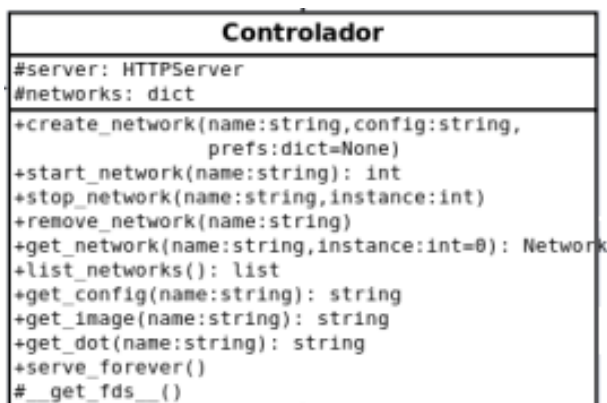 Controlador
#server: HTTPServer
#networks: dict
+create_network(name:string,config:string,
prefs:dict=None)
+start_network(name:string): int
+stop_network(name:string,instance:int)
+remove_network(name:string)
+get_network(name:string,instance:int=0): Network
+list_networks(): list
+get_config(name:string): string
+get_image(name:string): string
+get_dot(name:string): string
+serve_forever()
#__get_fds__()